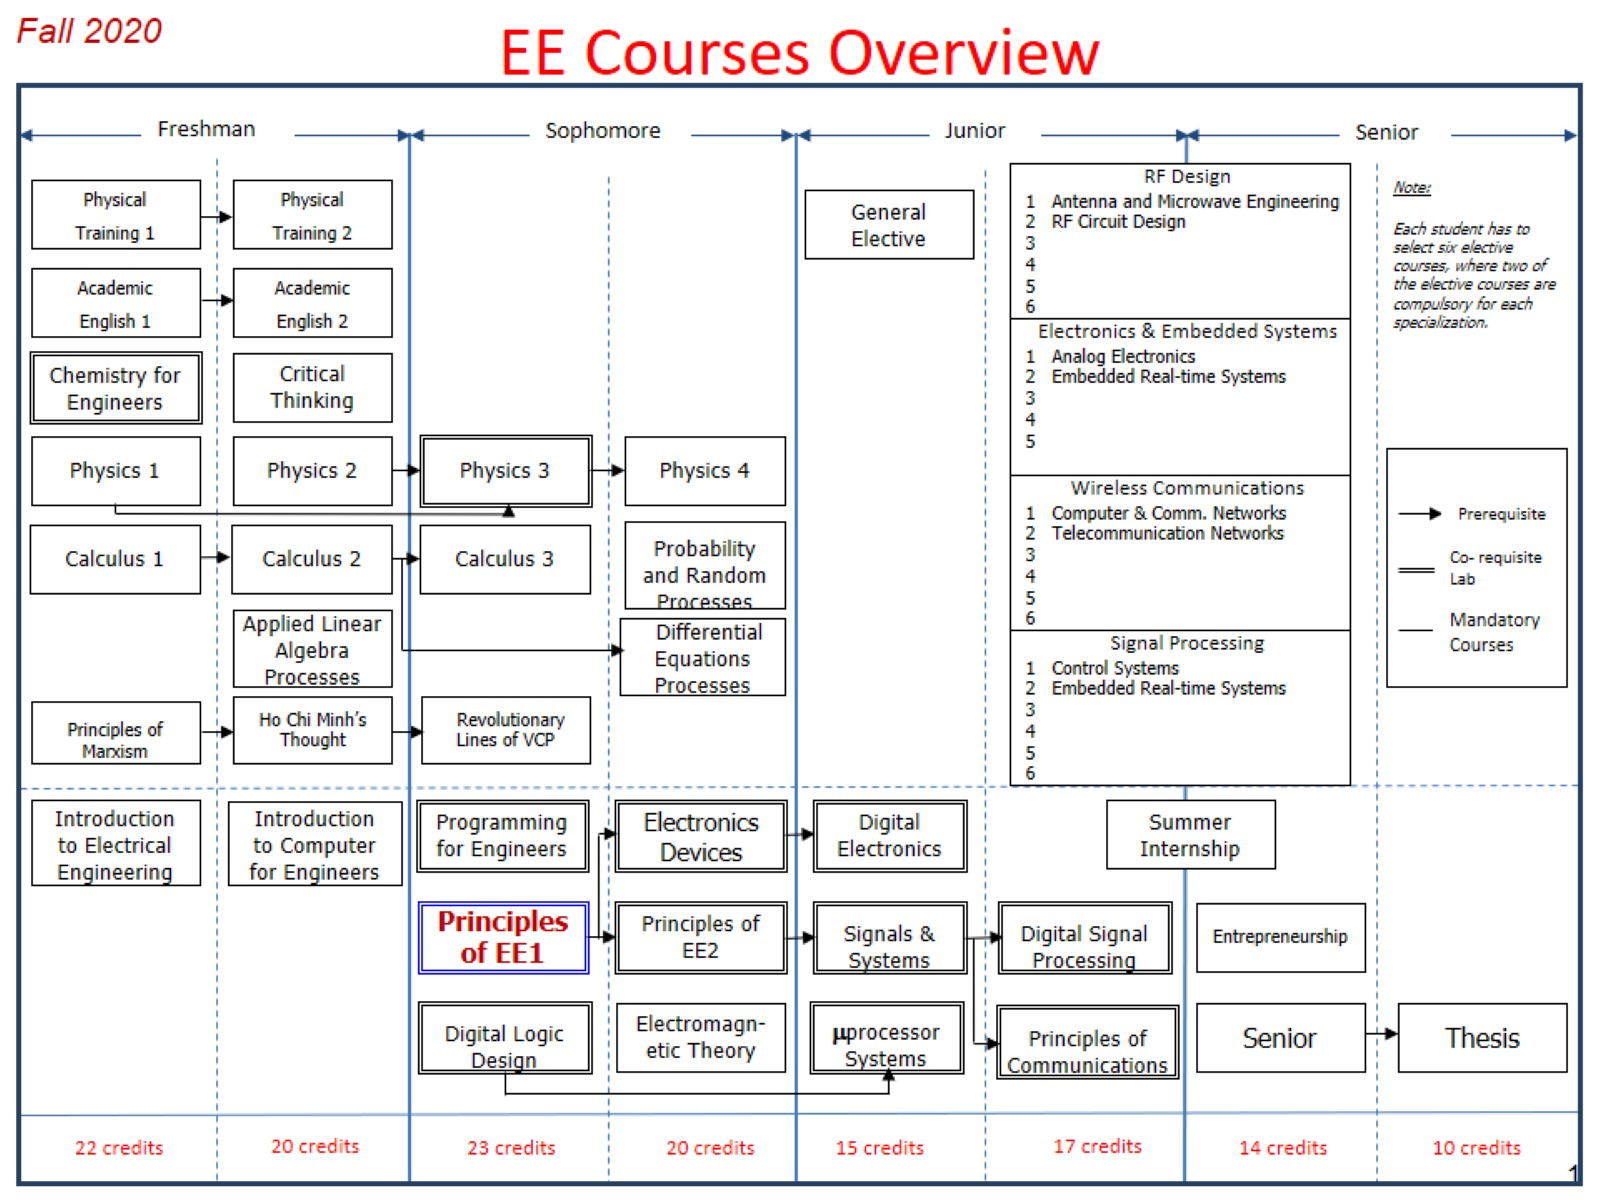 Fall 2020
EE Courses Overview
Freshman
Sophomore
Junior
Senior
Physical
Training 1
Physical
Training 2
Academic
English 1
Academic
English 2
Chemistry for
Engineers
Critical
Thinking
Physics 1
Physics 2
Physics 3
Physics 4
Calculus 1
Calculus 2
Calculus 3
Probability
and Random
Processes
Applied Linear
Algebra
Processes
Differential
Equations
Processes
Principles of
Marxism
Ho Chi Minh's
Thought
Revolutionary
Lines of VCP
General
Elective
RF Design
1 Antenna and Microwave Engineering
2 RF Circuit Design
3
4
5
6
Electronics & Embedded Systems
1 Analog Electronics
2 Embedded Real-time Systems
3
4
5
Wireless Communications
1 Computer & Comm. Networks
2 Telecommunication Networks
3
4
5
6
Signal Processing
1 Control Systems
2 Embedded Real-time Systems
3
4
5
6
Note:
Each student has to
select six elective
courses, where two of
the elective courses are
compulsory for each
specialization.
Prerequisite
Co- requisite
Lab
Mandatory
Courses
Introduction
to Electrical
Engineering
Introduction
to Computer
for Engineers
Programming
for Engineers
Electronics
Devices
Digital
Electronics
Summer
Internship
Principles
of EE1
Principles of
EE2
Signals &
Systems
Digital Signal
Processing
Entrepreneurship
Digital Logic
Design
Electromagn-
etic Theory
µprocessor
Systems
Principles of
Communications
Senior
Thesis
22 credits
20 credits
23 credits
20 credits
15 credits
17 credits
14 credits
10 credits
1